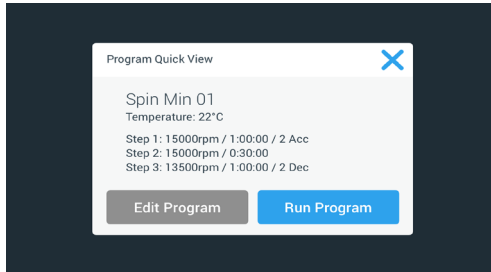 Program Quick View
Spin Min 01
Temperature: 22°C
Step 1: 15000rpm / 1:00:00 / 2 Acc
Step 2: 15000rpm / 0:30:00
Step 3: 13500rpm / 1:00:00 / 2 Dec
Edit Program
Run Program